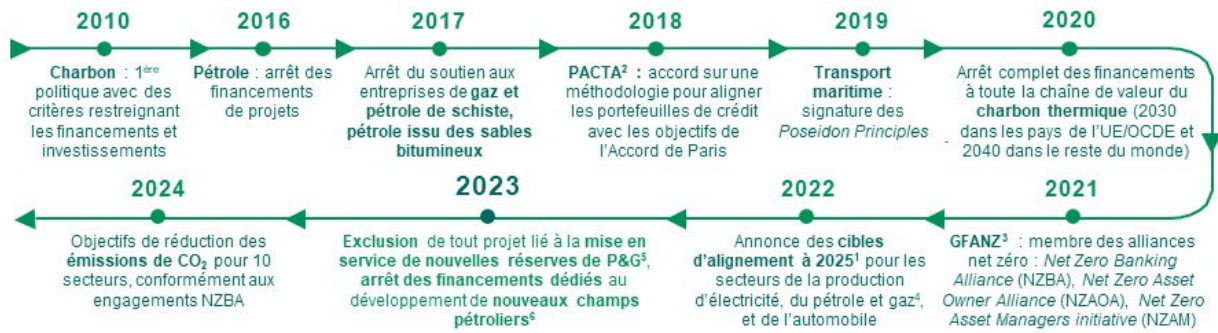 2010
Charbon : 1ère
politique avec des
critères restreignant
les financements et
investissements
2016
Pétrole : arrêt des
financements
de projets
2017
Arrêt du soutien aux
entreprises de gaz et
pétrole de schiste,
pétrole issu des sables
bitumineux
2018
PACTA2 : accord sur une
méthodologie pour aligner
les portefeuilles de crédit
avec les objectifs de
l'Accord de Paris
2019
Transport
maritime :
signature des
Poseidon Principles
2020
Arrêt complet des financements
à toute la chaîne de valeur du
charbon thermique (2030
dans les pays de l'UE/OCDE et
2040 dans le reste du monde)
2024
Objectifs de réduction des
émissions de CO2 pour 10
secteurs, conformément aux
engagements NZBA
2023
Exclusion de tout projet lié à la mise en
service de nouvelles réserves de P&G5,
arrêt des financements dédiés au
développement de nouveaux champs
pétroliers6
2022
Annonce des cibles
d'alignement à 20251 pour les
secteurs de la production
d'électricité, du pétrole et gaz4,
et de l'automobile
2021
GFANZ3 : membre des alliances
net zéro : Net Zero Banking
Alliance (NZBA), Net Zero Asset
Owner Alliance (NZAOA), Net Zero
Asset Managers initiative (NZAM)